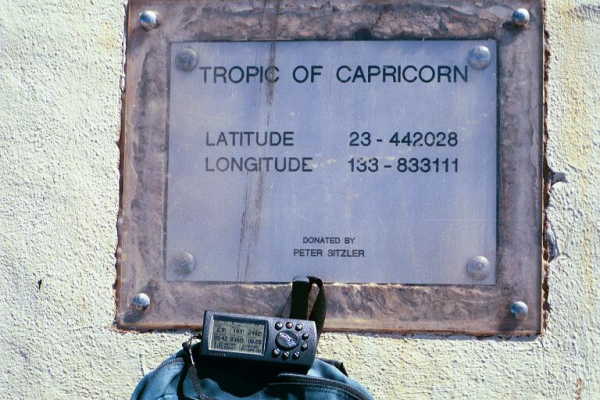 TROPIC OF CAPRICORN
LATITUDE 23-442028
LONGITUDE 133-833111
DONATED BY
PETER SITZLER